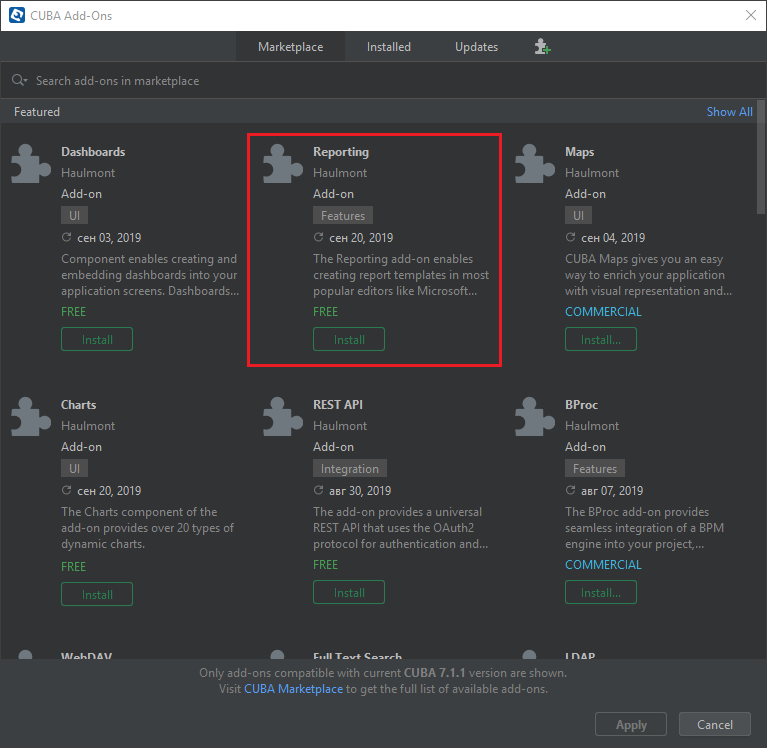 CUBA Add-Ons
Marketplace
Installed
Updates
Search add-ons in marketplace
Featured
Show All
Dashboards
Haulmont
Add-on
UI
сен 03, 2019
Component enables creating and
embedding dashboards into your
application screens. Dashboards...
FREE
Install
Reporting
Haulmont
Add-on
Features
сен 20, 2019
The Reporting add-on enables
creating report templates in most
popular editors like Microsoft...
FREE
Install
Maps
Haulmont
Add-on
UI
сен 04, 2019
CUBA Maps gives you an easy
way to enrich your application
with visual representation and...
COMMERCIAL
Install...
Charts
Haulmont
Add-on
UI
сен 20, 2019
The Charts component of the
add-on provides over 20 types of
dynamic charts.
FREE
Install
REST API
Haulmont
Add-on
Integration
авг 30, 2019
The add-on provides a universal
REST API that uses the OAuth2
protocol for authentication and...
FREE
Install
BProc
Haulmont
Add-on
Features
авг 07, 2019
The BProc add-on provides
seamless integration of a BPM
engine into your project,...
COMMERCIAL
Install...
WebDAV
Full Text Search
LDAP
Only add-ons compatible with current CUBA 7.1.1 version are shown.
Visit CUBA Marketplace to get the full list of available add-ons.
Apply
Cancel